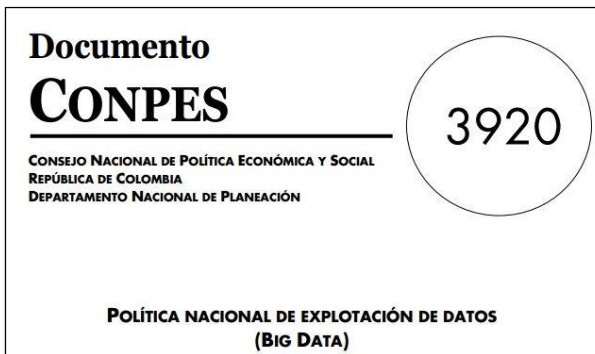 Documento
CONPES
3920
CONSEJO NACIONAL DE POLÍTICA ECONÓMICA Y SOCIAL
REPÚBLICA DE COLOMBIA
DEPARTAMENTO NACIONAL DE PLANEACIÓN
POLÍTICA NACIONAL DE EXPLOTACIÓN DE DATOS
(BIG DATA)